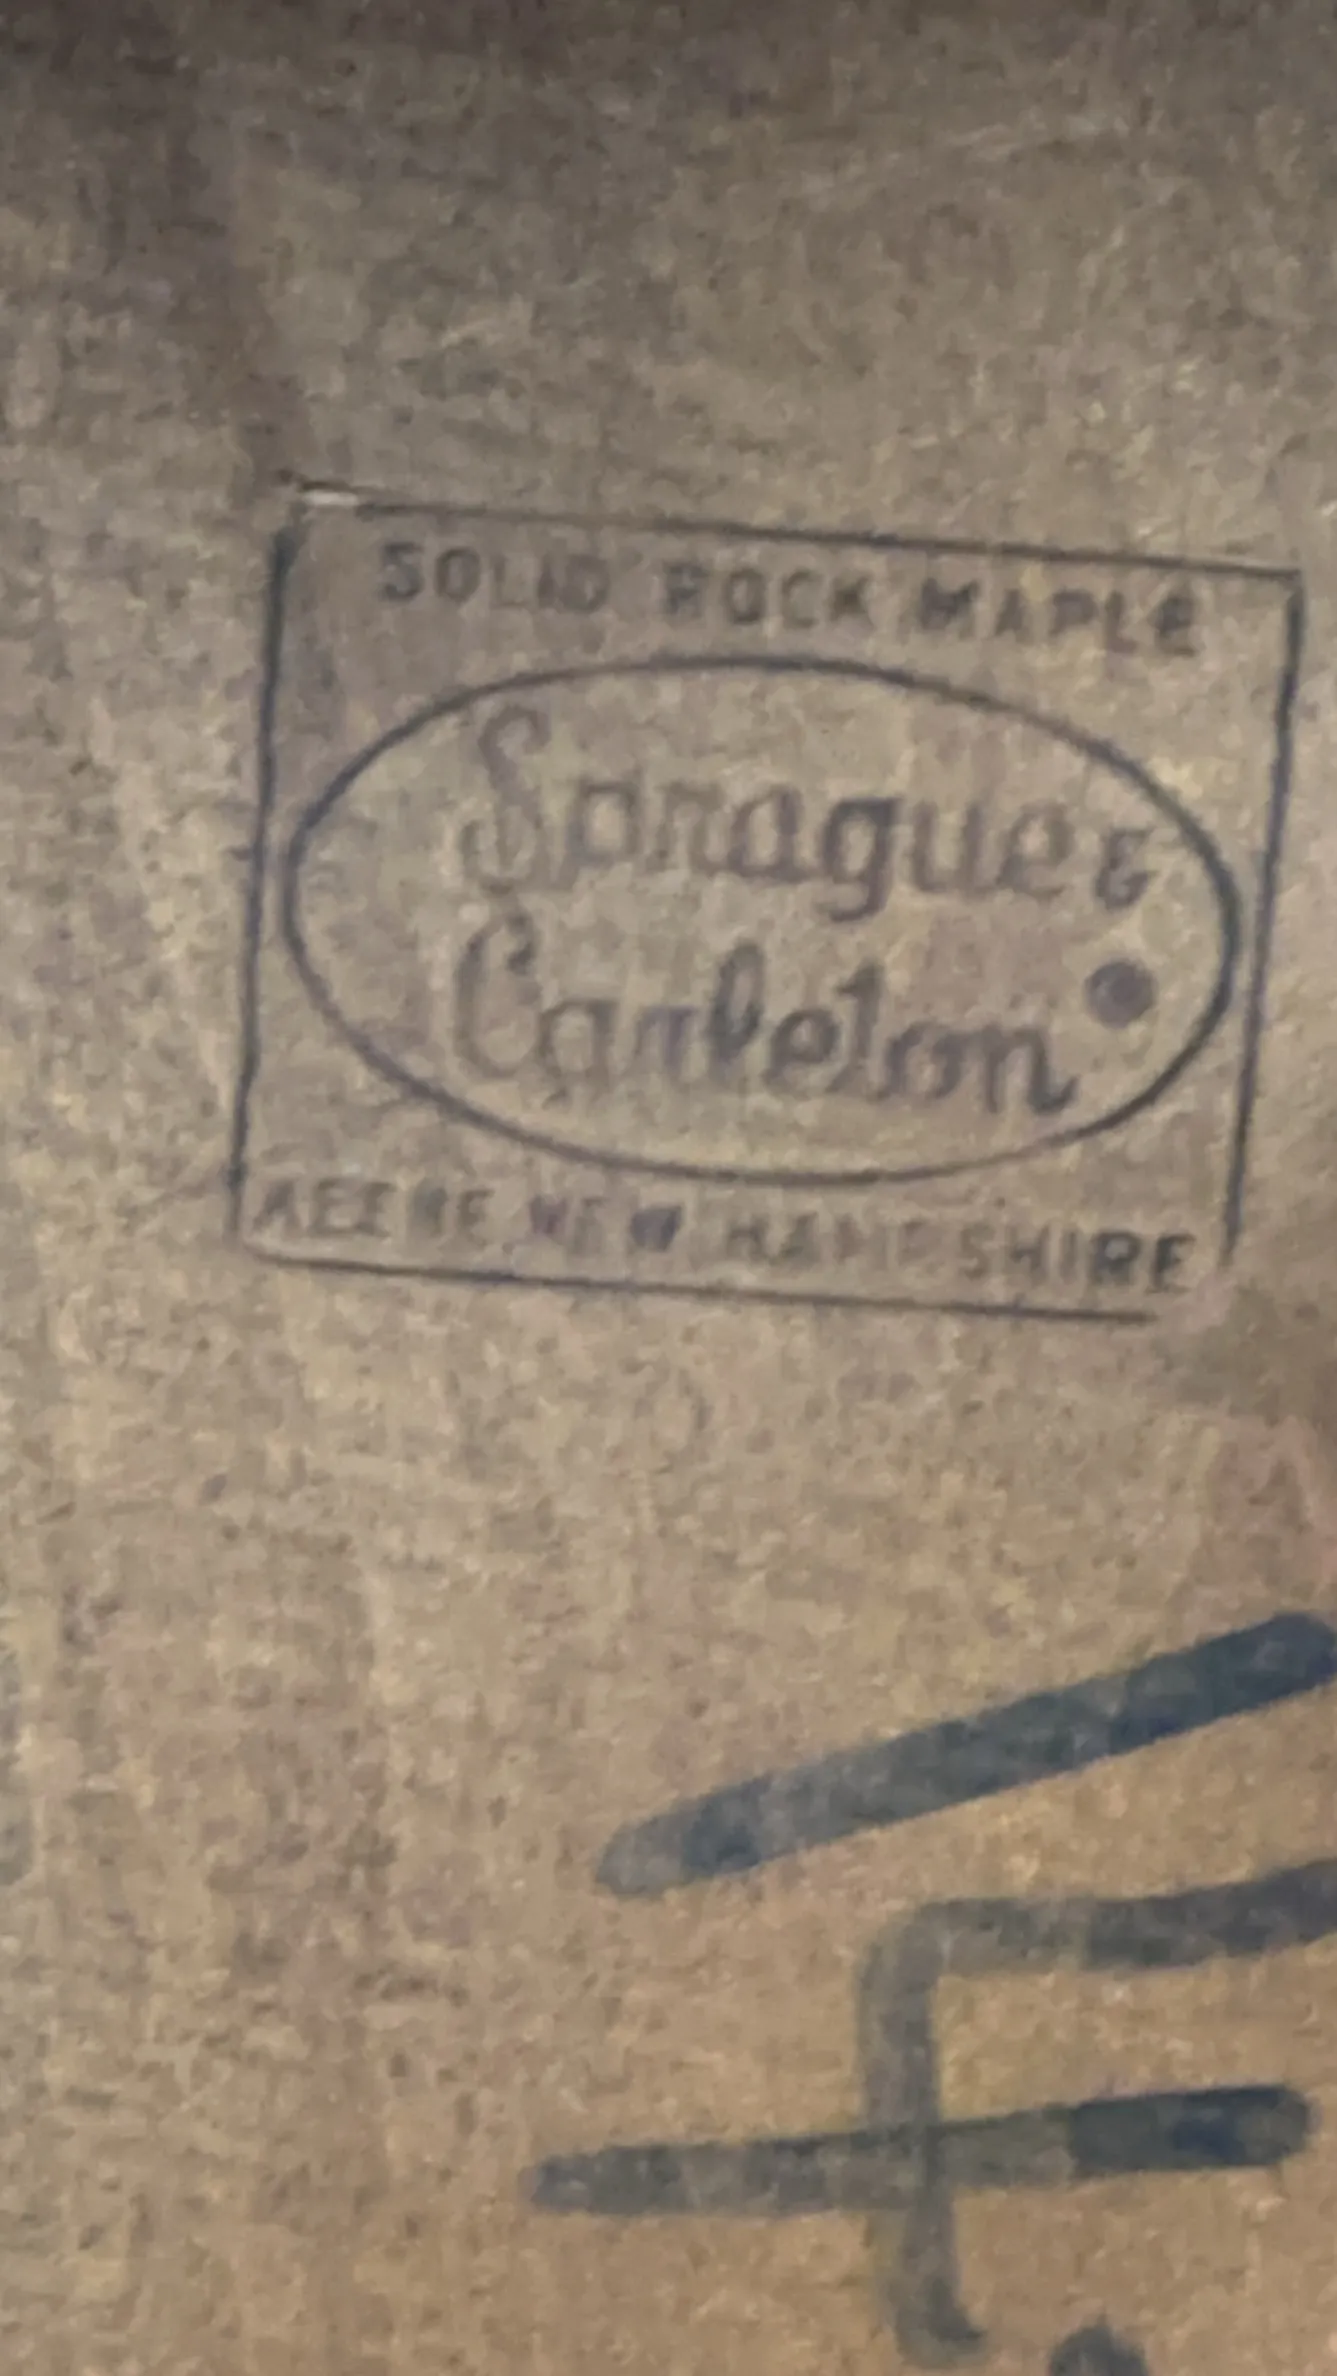 SOLID ROCK MAPLE
Sprague &
Carleton
KEENE NEW HAMPSHIRE